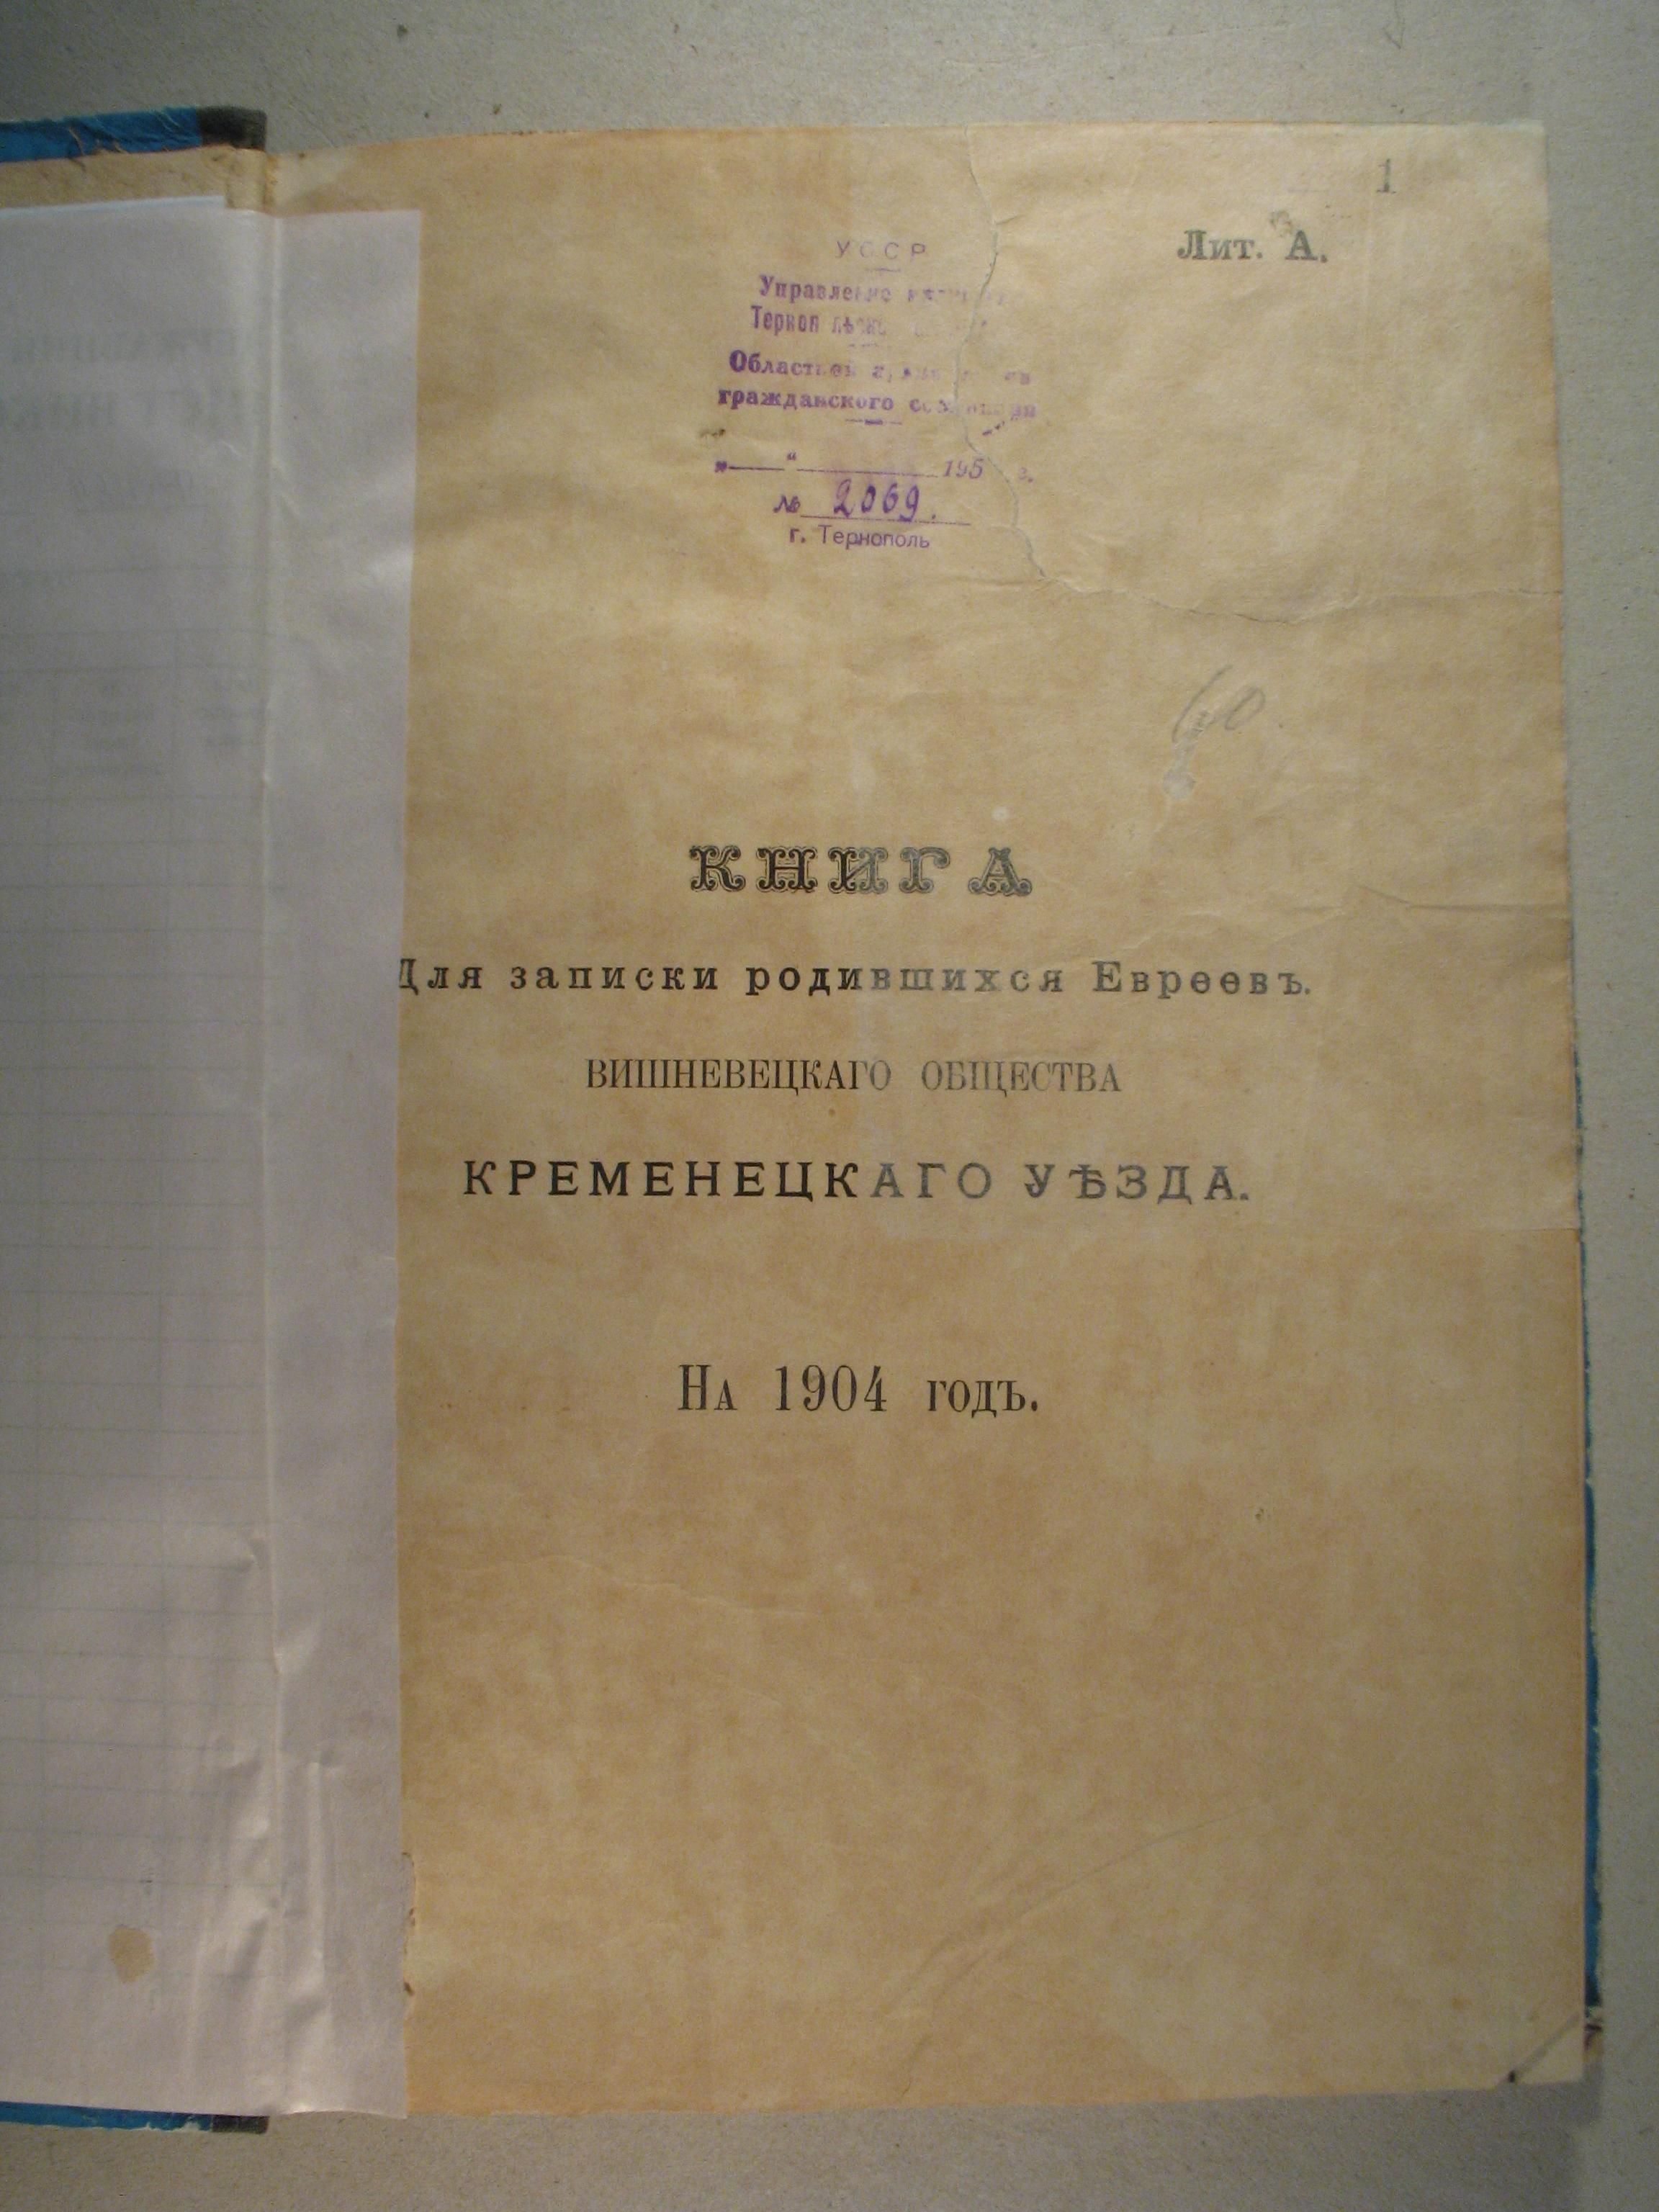 1
Лит. А.
УССР
Управление
Областной
гражданского
" " 195 г.
№ 2069.
г. Тернополь
60
КНИГА
Для записки родившихся Евреевъ.
ВИШНЕВЕЦКАГО ОБЩЕСТВА
КРЕМЕНЕЦКАГО УѢЗДА.
На 1904 годъ.